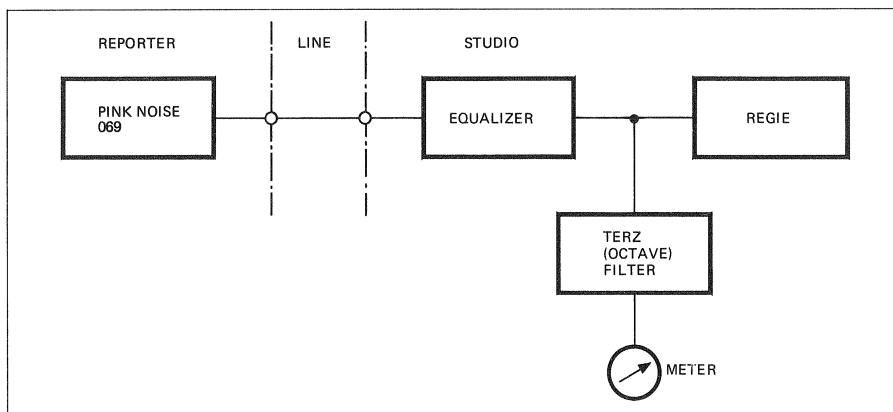 REPORTER
LINE
STUDIO
PINK NOISE
069
EQUALIZER
REGIE
TERZ
(OCTAVE)
FILTER
METER